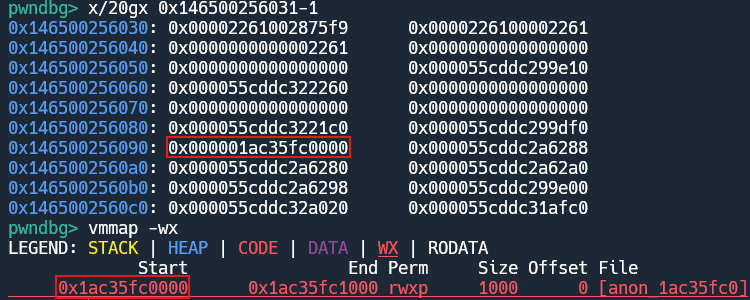 pwndbg> x/20gx 0x146500256031-1
0x146500256030: 0x00002261002875f9 0x0000226100002261
0x146500256040: 0x0000000000002261 0x0000000000000000
0x146500256050: 0x0000000000000000 0x000055cddc299e10
0x146500256060: 0x000055cddc322260 0x0000000000000000
0x146500256070: 0x0000000000000000 0x0000000000000000
0x146500256080: 0x000055cddc3221c0 0x000055cddc299df0
0x146500256090: 0x000001ac35fc0000 0x000055cddc2a6288
0x1465002560a0: 0x000055cddc2a6280 0x000055cddc2a62a0
0x1465002560b0: 0x000055cddc2a6298 0x000055cddc299e00
0x1465002560c0: 0x000055cddc32a020 0x000055cddc31afc0
pwndbg> vmmap -wx
LEGEND: STACK | HEAP | CODE | DATA | WX | RODATA
Start End Perm Size Offset File
0x1ac35fc0000 0x1ac35fc1000 rwxp 1000 0 [anon_1ac35fc0]